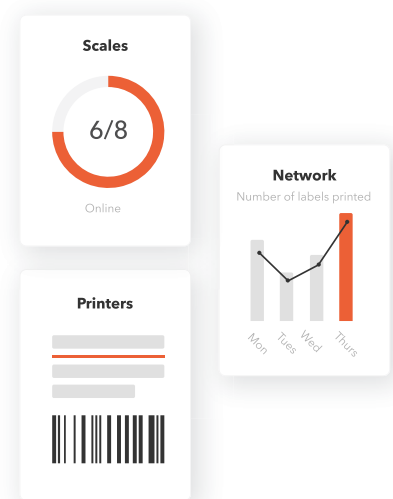 Scales
6/8
Online
Network
Number of labels printed
Mon
Tues
Wed
Thurs
Printers